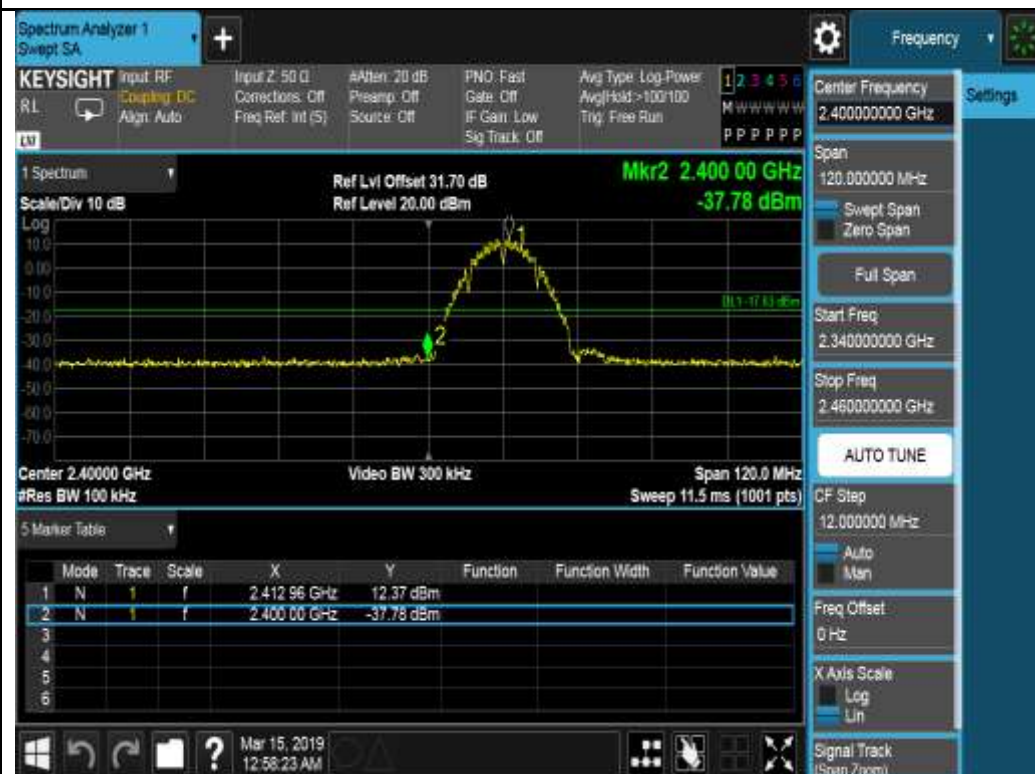 Spectrum Analyzer 1
Swept SA
+
Frequency
KEYSIGHT
RL
Input: RF
Coupling: DC
Align: Auto
Input Z: 50 Ω
Corrections: Off
Freq Ref: Int (S)
#Atten: 20 dB
Preamp: Off
Source: Off
PNO: Fast
Gate: Off
IF Gain: Low
Sig Track: Off
Avg Type: Log-Power
Avg|Hold:>100/100
Trig: Free Run
1 2 3 4 5 6
M W W W W W
P P P P P P
1 Spectrum
Scale/Div 10 dB
Ref Lvl Offset 31.70 dB
Ref Level 20.00 dBm
Mkr2 2.400 00 GHz
-37.78 dBm
Log
10.0
0.00
-10.0
-20.0
-30.0
-40.0
-50.0
-60.0
-70.0
1
2
DL1 -17.63 dBm
Center 2.40000 GHz
#Res BW 100 kHz
Video BW 300 kHz
Span 120.0 MHz
Sweep 11.5 ms (1001 pts)
5 Marker Table
Mode Trace Scale X Y Function Function Width Function Value
1 N 1 f 2.412 96 GHz 12.37 dBm
2 N 1 f 2.400 00 GHz -37.78 dBm
3
4
5
6
Mar 15, 2019
12:58:23 AM
Center Frequency
2.400000000 GHz
Settings
Span
120.000000 MHz
Swept Span
Zero Span
Full Span
Start Freq
2.340000000 GHz
Stop Freq
2.460000000 GHz
AUTO TUNE
CF Step
12.000000 MHz
Auto
Man
Freq Offset
0 Hz
X Axis Scale
Log
Lin
Signal Track
(Span Zoom)